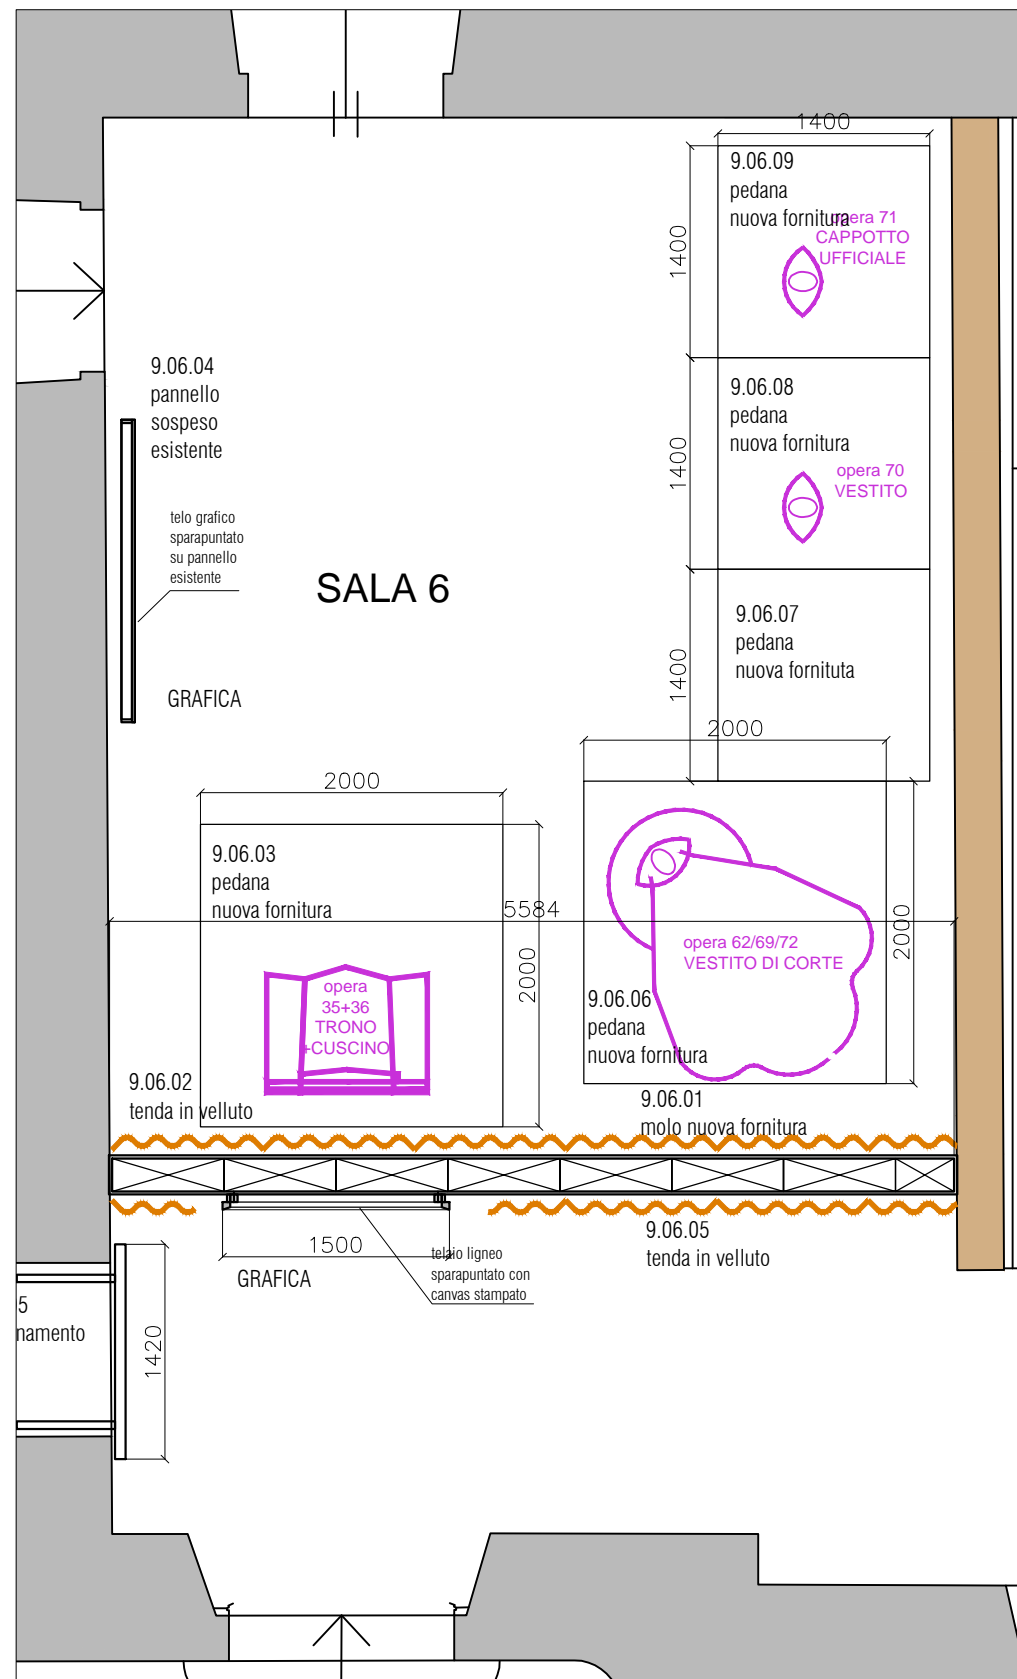 1400
9.06.09
pedana
nuova fornitura
opera 71
CAPPOTTO
UFFICIALE
1400
9.06.04
pannello
sospeso
esistente
9.06.08
pedana
nuova fornitura
1400
opera 70
VESTITO
telo grafico
sparapuntato
su pannello
esistente
SALA 6
9.06.07
pedana
nuova fornituta
1400
GRAFICA
2000
2000
9.06.03
pedana
nuova fornitura
5584
2000
2000
opera
35+36
TRONO
+CUSCINO
opera 62/69/72
VESTITO DI CORTE
9.06.06
pedana
nuova fornitura
9.06.02
tenda in velluto
9.06.01
molo nuova fornitura
9.06.05
tenda in velluto
1500
GRAFICA
telaio ligneo
sparapuntato con
canvas stampato
5
namento
1420